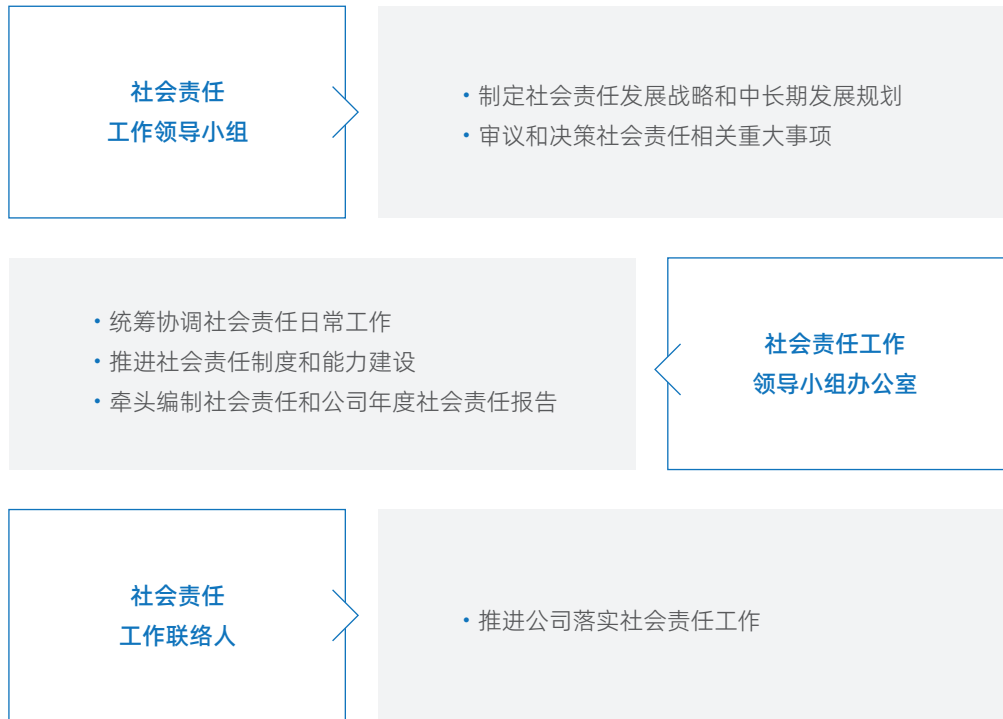 社会责任
工作领导小组
• 制定社会责任发展战略和中长期发展规划
• 审议和决策社会责任相关重大事项
• 统筹协调社会责任日常工作
• 推进社会责任制度和能力建设
• 牵头编制社会责任和公司年度社会责任报告
社会责任工作
领导小组办公室
社会责任
工作联络人
• 推进公司落实社会责任工作